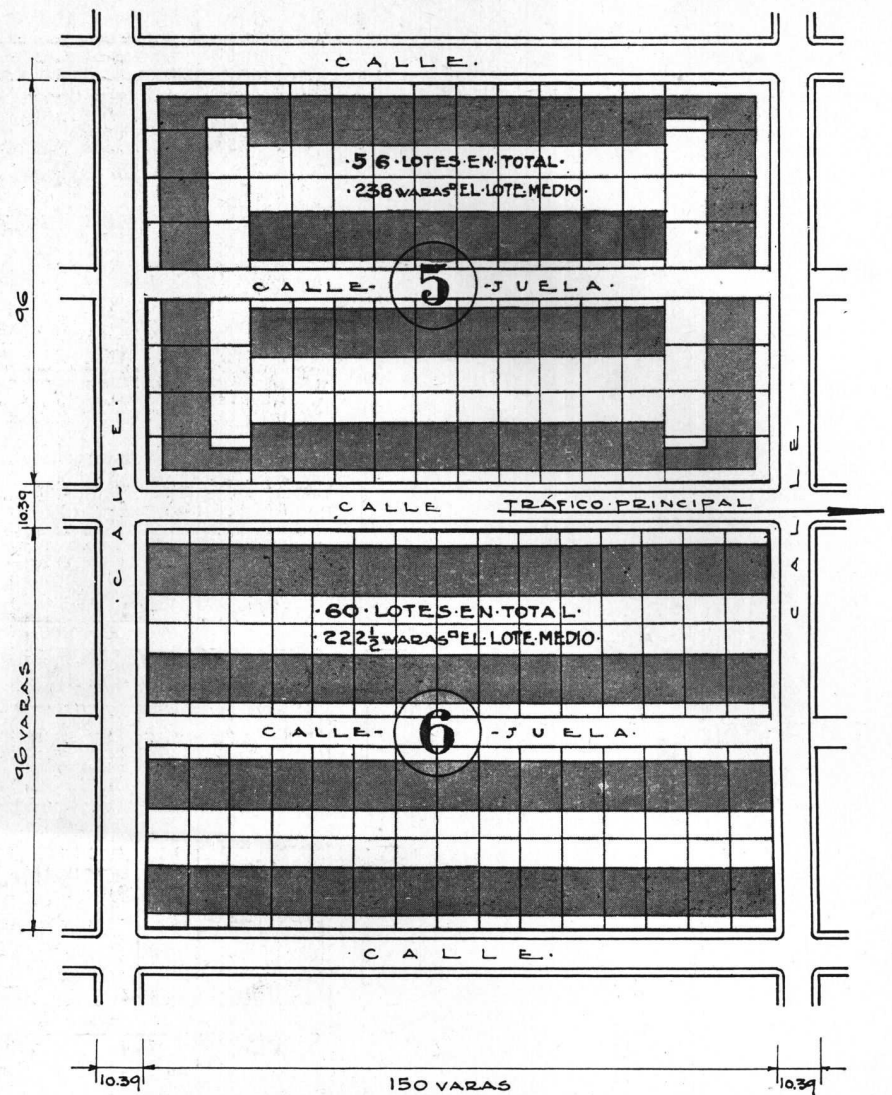 ·CALLE·
·56·LOTES·EN·TOTAL·
·238 WARAS□ EL·LOTE·MEDIO·
CALLE- 5 -JUELA·
96
·CALLE·
CALLE
10.39
CALLE
TRÁFICO·PRINCIPAL
·60·LOTES·EN·TOTAL·
·222½ WARAS□ EL·LOTE·MEDIO·
CALLE- 6 -JUELA·
96 VARAS
·CALLE·
10.39
150 VARAS
10.39